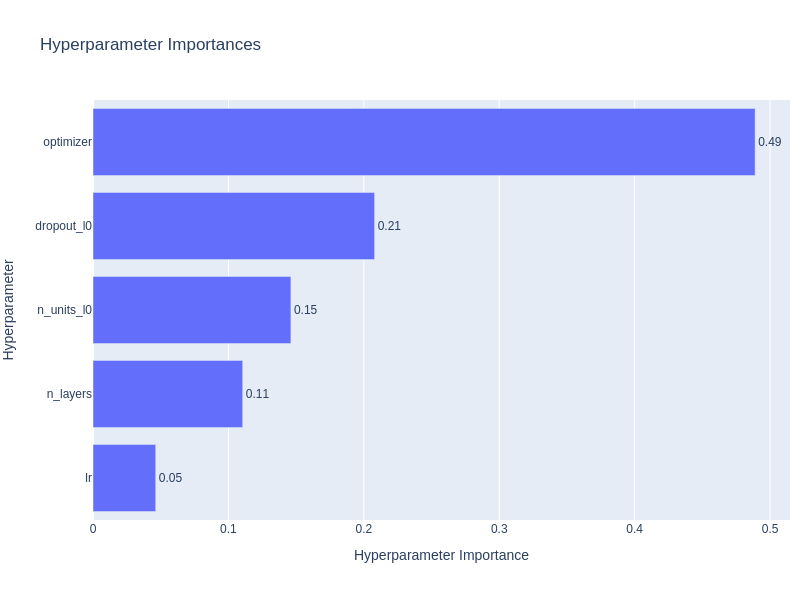 Hyperparameter Importances
Hyperparameter
optimizer 0.49
dropout_l0 0.21
n_units_l0 0.15
n_layers 0.11
lr 0.05
0 0.1 0.2 0.3 0.4 0.5
Hyperparameter Importance